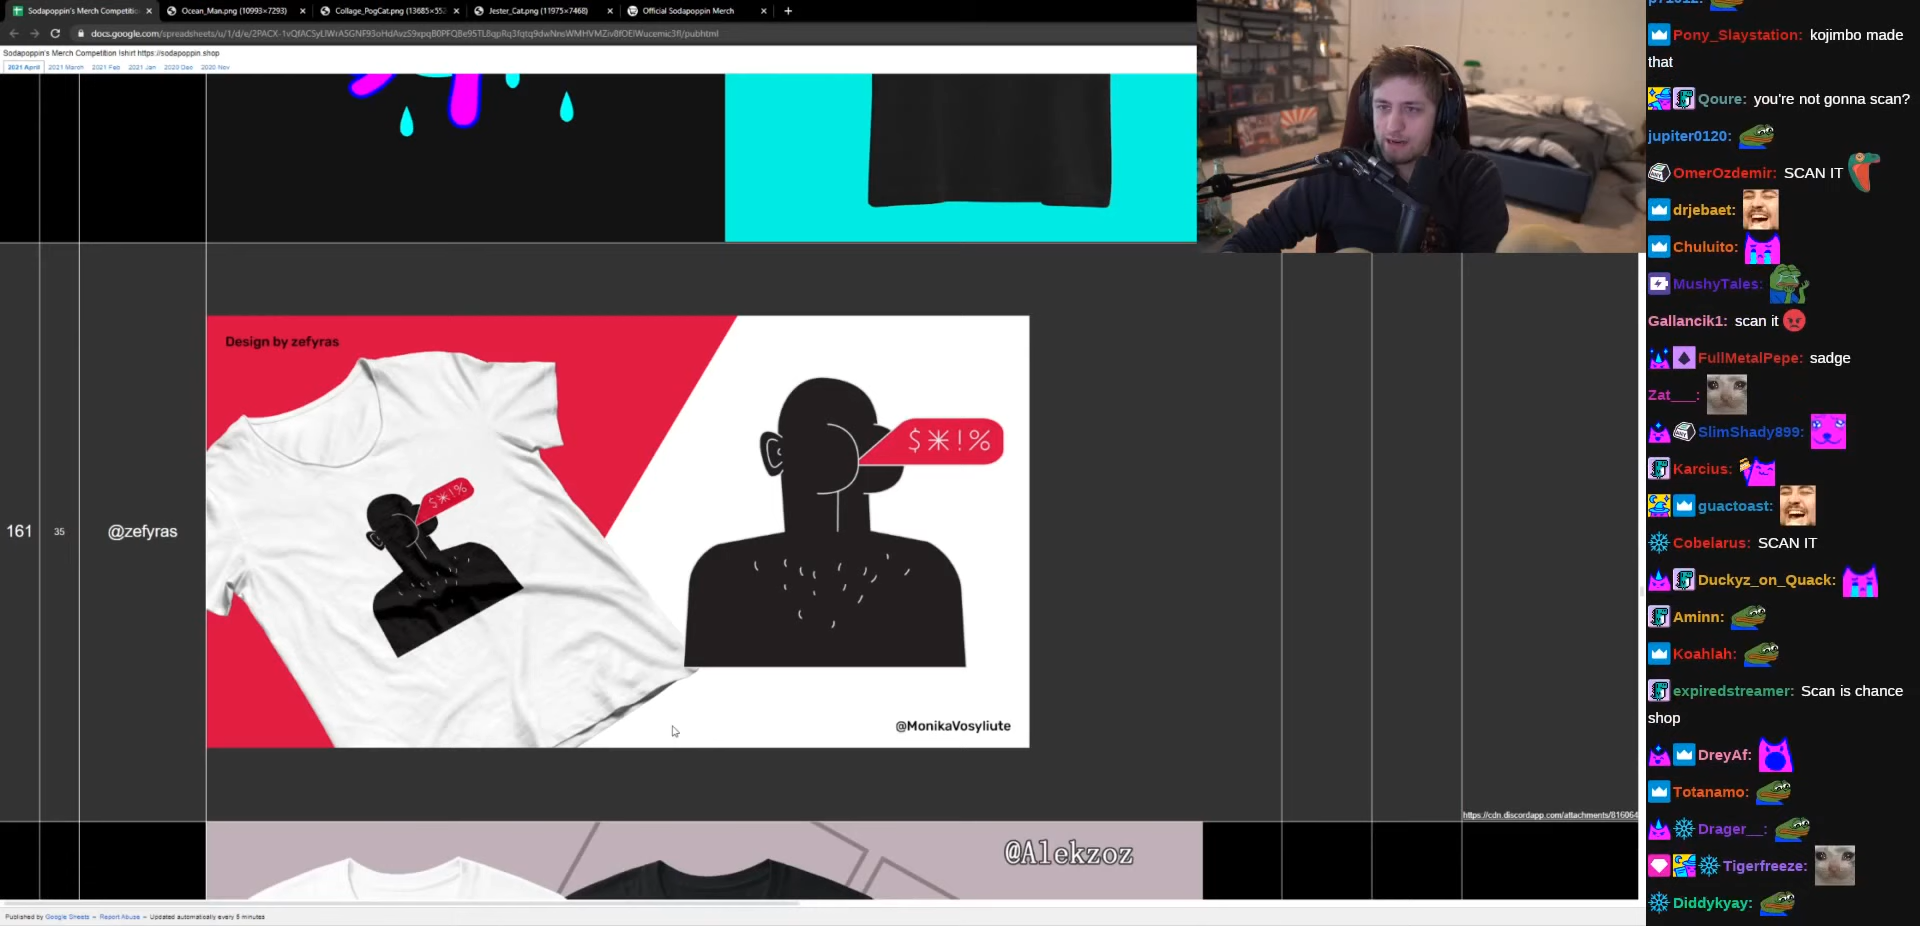 Sodapoppin's Merch Competitio
Ocean_Man.png (10993×7293)
Collage_PogCat.png (13685×55
Jester_Cat.png (11975×7468)
Official Sodapoppin Merch
Sodapoppin's Merch Competition !shirt https://sodapoppin.shop
2021 April
2021 March
2021 Feb
2021 Jan
2020 Dec
2020 Nov
Design by zefyras
$*!%
$*!%
161
35
@zefyras
@MonikaVosyliute
https://cdn.discordapp.com/attachments/816064
@Alekzoz
Published by Google Sheets – Report Abuse – Updated automatically every 5 minutes
Pony_Slaystation: kojimbo made
that
Qoure: you're not gonna scan?
jupiter0120:
OmerOzdemir: SCAN IT
drjebaet:
Chuluito:
MushyTales:
Gallancik1: scan it
FullMetalPepe: sadge
Zat___:
SlimShady899:
Karcius:
guactoast:
Cobelarus: SCAN IT
Duckyz_on_Quack:
Aminn:
Koahlah:
expiredstreamer: Scan is chance
shop
DreyAf:
Totanamo:
Drager__:
Tigerfreeze:
Diddykyay: